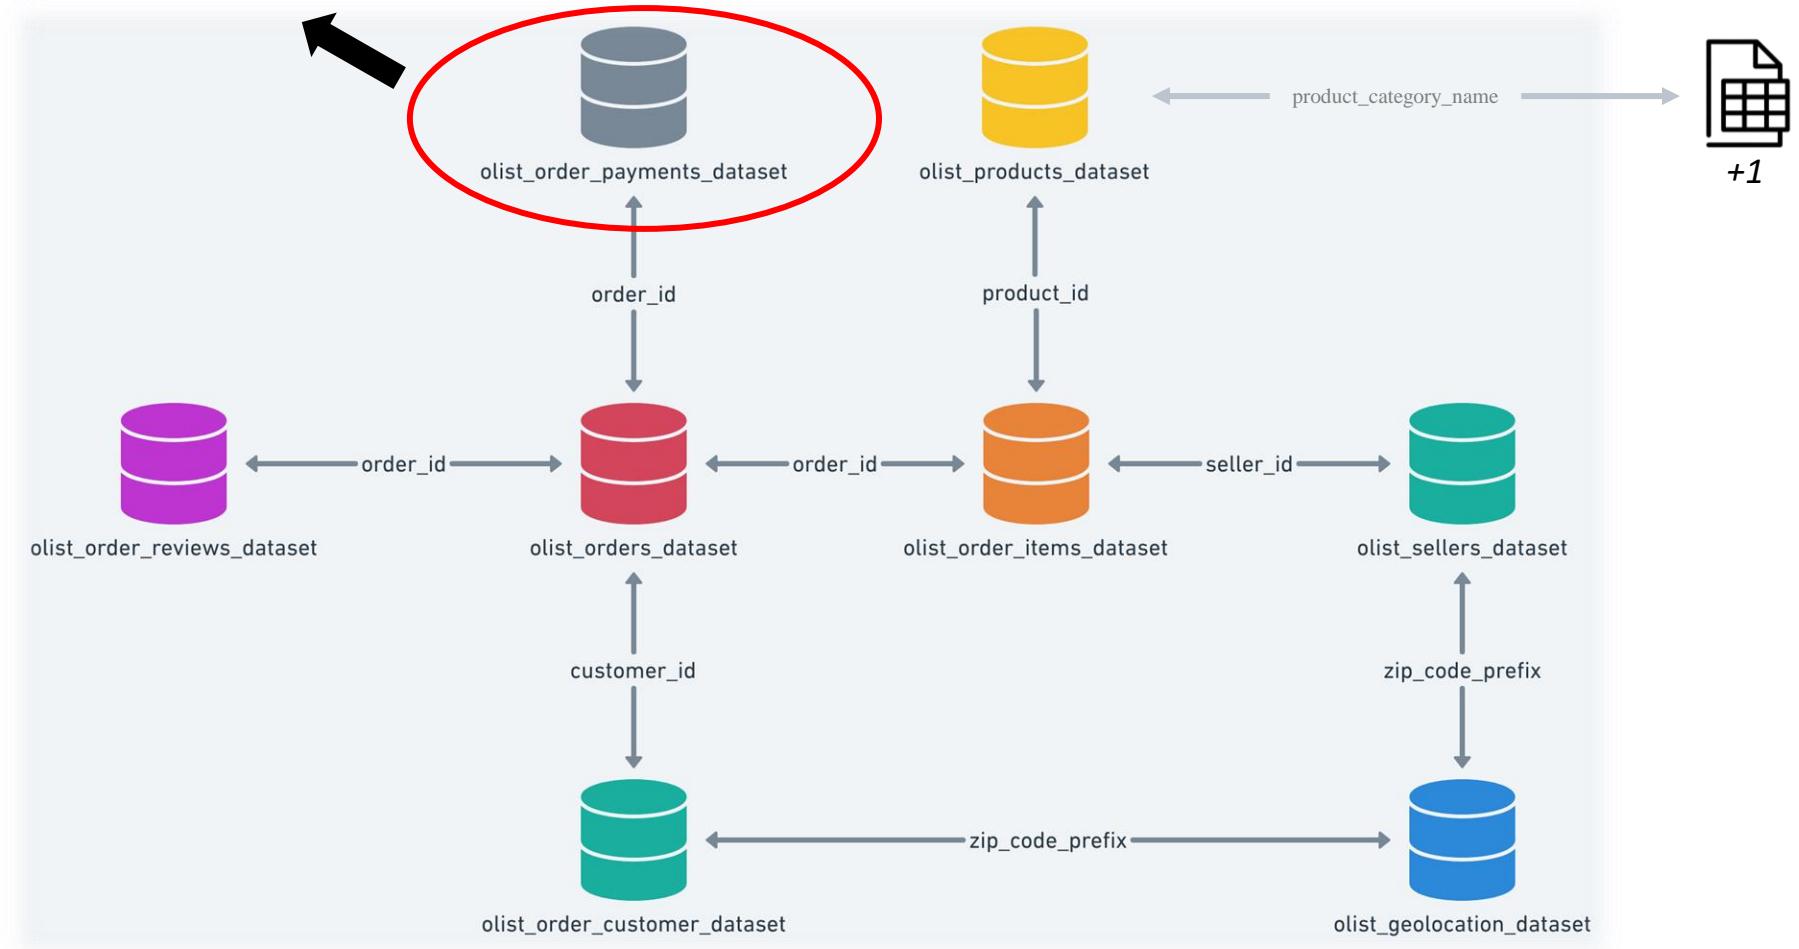 product_category_name
+1
olist_order_payments_dataset
olist_products_dataset
order_id
product_id
order_id
order_id
seller_id
olist_order_reviews_dataset
olist_orders_dataset
olist_order_items_dataset
olist_sellers_dataset
customer_id
zip_code_prefix
zip_code_prefix
olist_order_customer_dataset
olist_geolocation_dataset